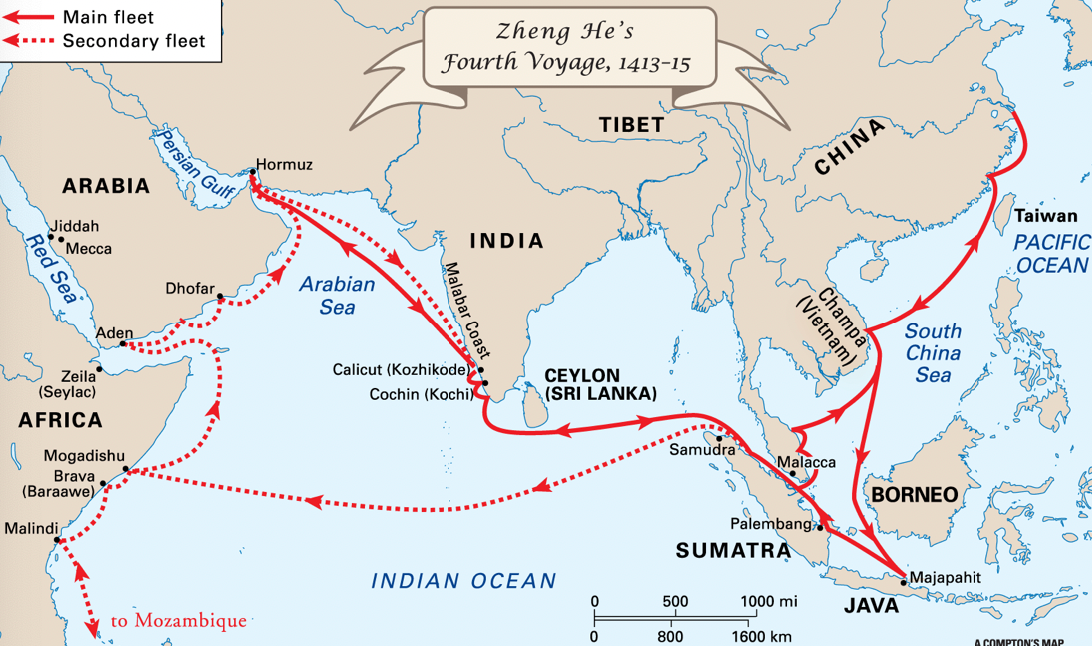 Main fleet
Secondary fleet
Zheng He's
Fourth Voyage, 1413–15
TIBET
CHINA
Persian Gulf
Hormuz
ARABIA
Jiddah
Mecca
Red Sea
INDIA
Taiwan
PACIFIC
OCEAN
Dhofar
Arabian
Sea
Malabar Coast
Champa
(Vietnam)
South
China
Sea
Aden
Zeila
(Seylac)
Calicut (Kozhikode)
Cochin (Kochi)
CEYLON
(SRI LANKA)
AFRICA
Mogadishu
Brava
(Baraawe)
Samudra
Malacca
BORNEO
Malindi
Palembang
SUMATRA
INDIAN OCEAN
Majapahit
JAVA
to Mozambique
0 500 1000 mi
0 800 1600 km
A COMPTON'S MAP